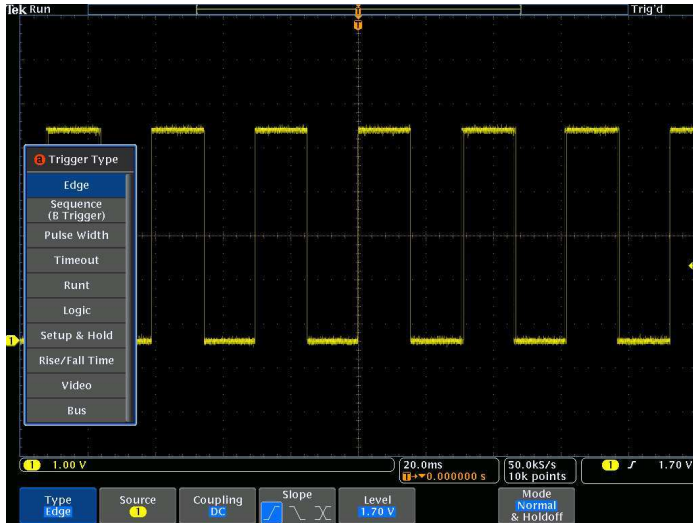 Tek Run Trig'd
T
T
a Trigger Type
Edge
Sequence
(B Trigger)
Pulse Width
Timeout
Runt
Logic
Setup & Hold
Rise/Fall Time
Video
Bus
1
1 1.00 V
20.0ms
T→▼0.000000 s
50.0kS/s
10k points
1 1.70 V
Type
Edge
Source
1
Coupling
DC
Slope
Level
1.70 V
Mode
Normal
& Holdoff